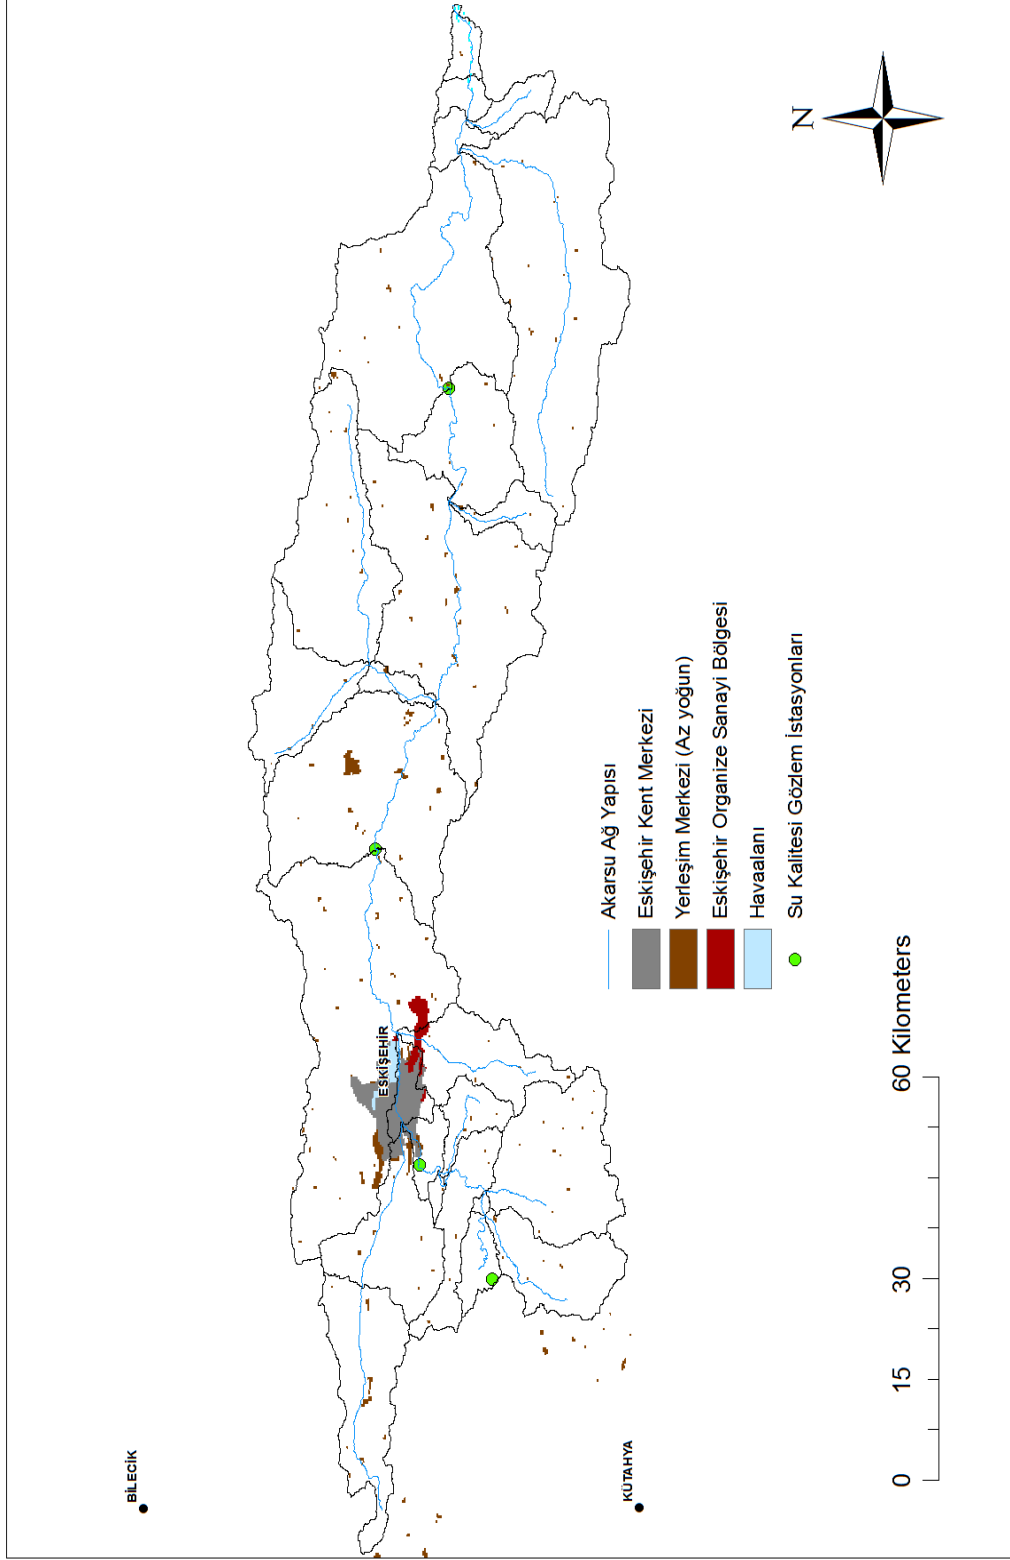 BİLECİK
ESKİŞEHİR
KÜTAHYA
N
Akarsu Ağ Yapısı
Eskişehir Kent Merkezi
Yerleşim Merkezi (Az yoğun)
Eskişehir Organize Sanayi Bölgesi
Havaalanı
Su Kalitesi Gözlem İstasyonları
0 15 30 60 Kilometers